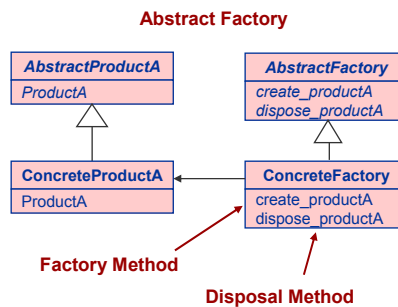 Abstract Factory
AbstractProductA
ProductA
AbstractFactory
create_productA
dispose_productA
ConcreteProductA
ProductA
ConcreteFactory
create_productA
dispose_productA
Factory Method
Disposal Method